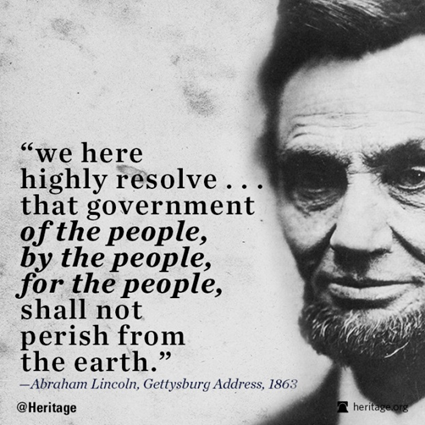 “we here
highly resolve . . .
that government
of the people,
by the people,
for the people,
shall not
perish from
the earth.”
—Abraham Lincoln, Gettysburg Address, 1863
@Heritage
heritage.org